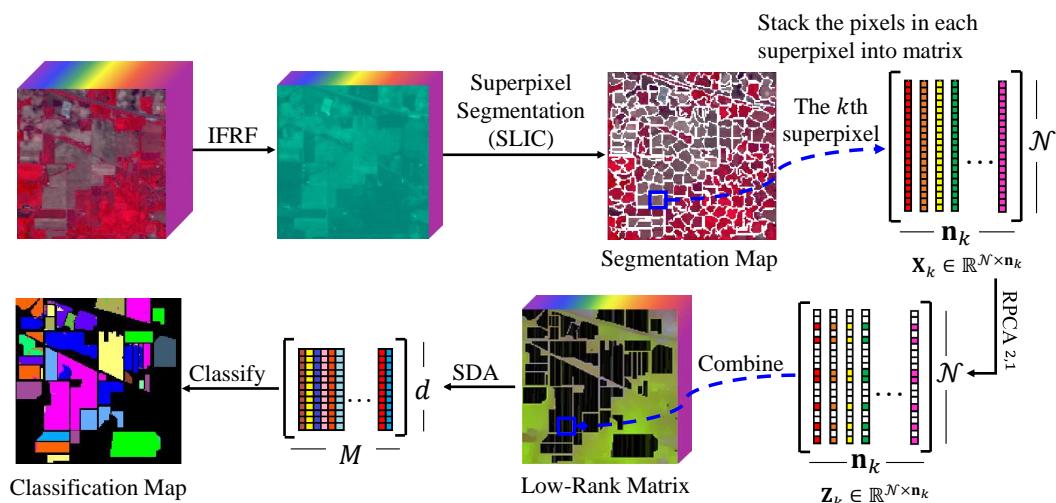 Stack the pixels in each
superpixel into matrix
IFRF
Superpixel
Segmentation
(SLIC)
The kth
superpixel
...
𝒩
n_k
X_k ∈ ℝ^{𝒩×n_k}
Segmentation Map
RPCA 2,1
Classify
...
d
M
SDA
Combine
...
𝒩
n_k
Z_k ∈ ℝ^{𝒩×n_k}
Classification Map
Low-Rank Matrix